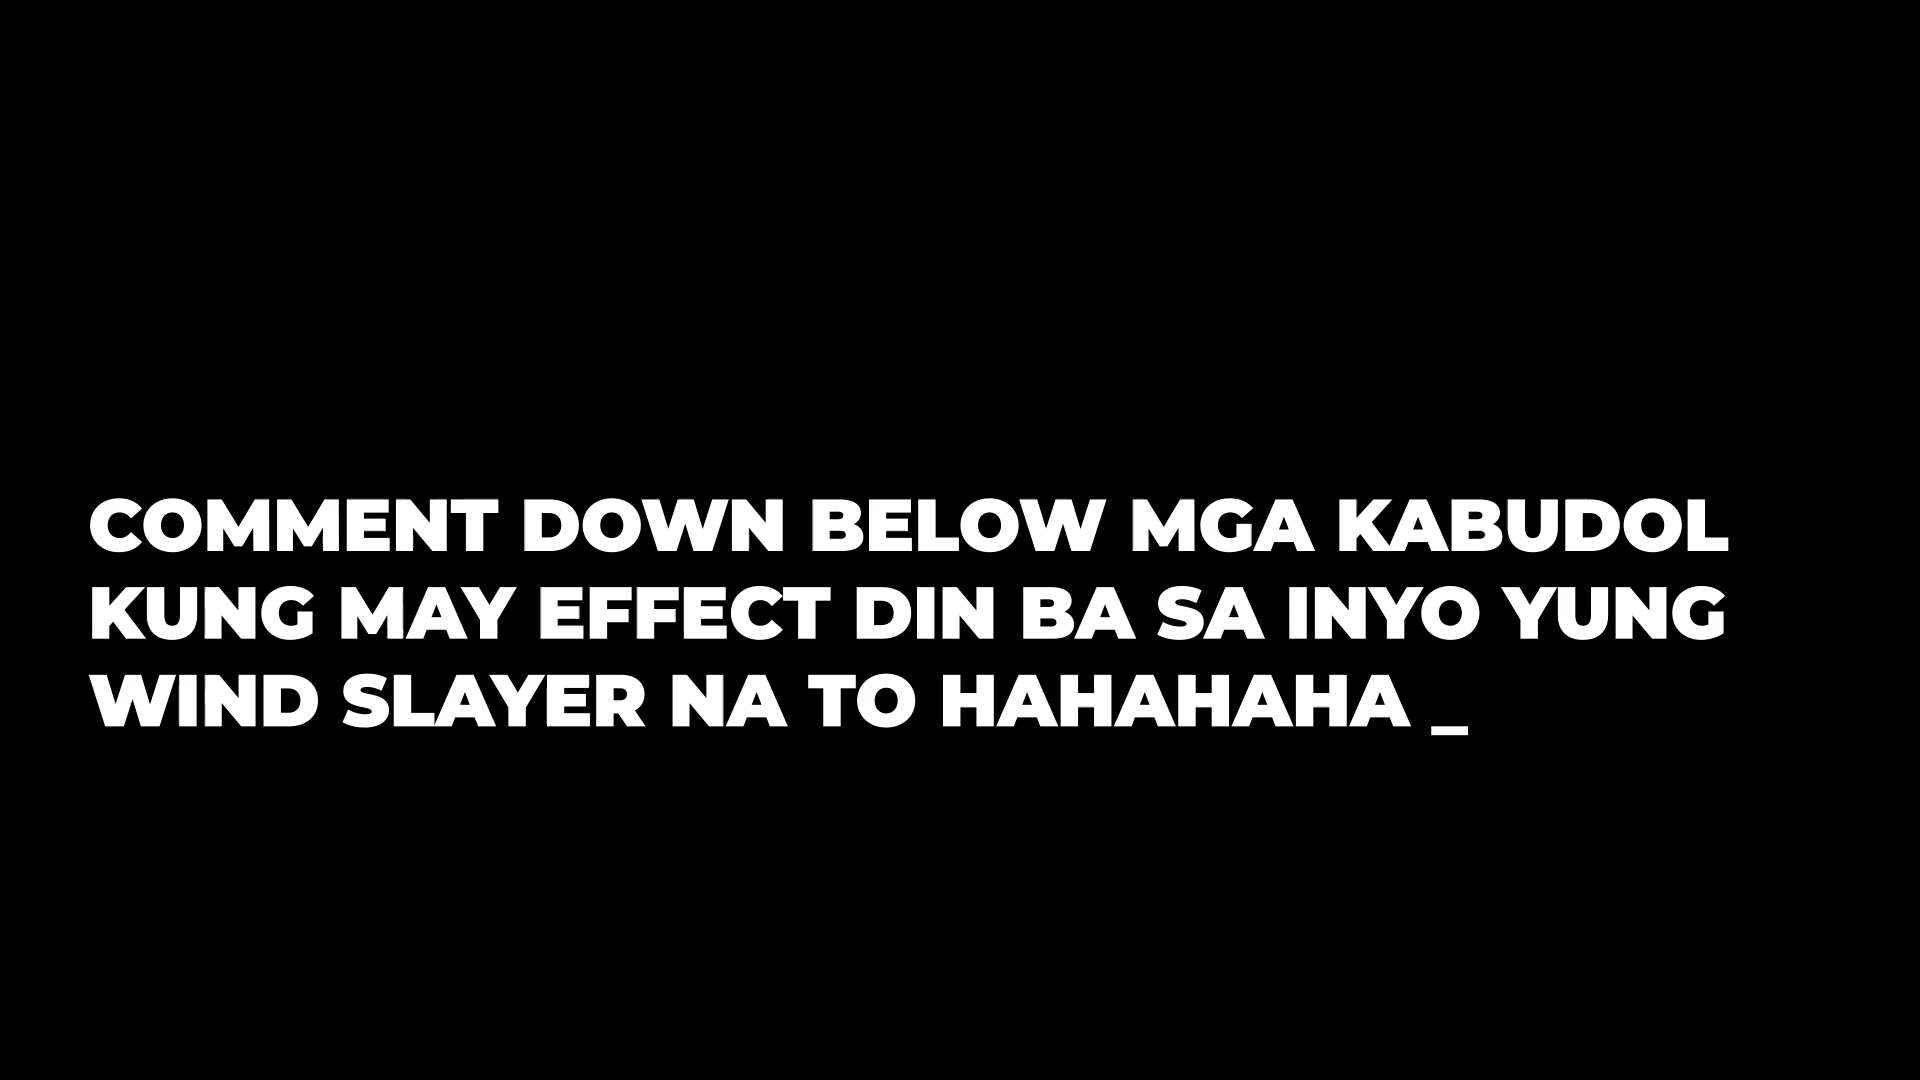 COMMENT DOWN BELOW MGA KABUDOL
KUNG MAY EFFECT DIN BA SA INYO YUNG
WIND SLAYER NA TO HAHAHAHA _